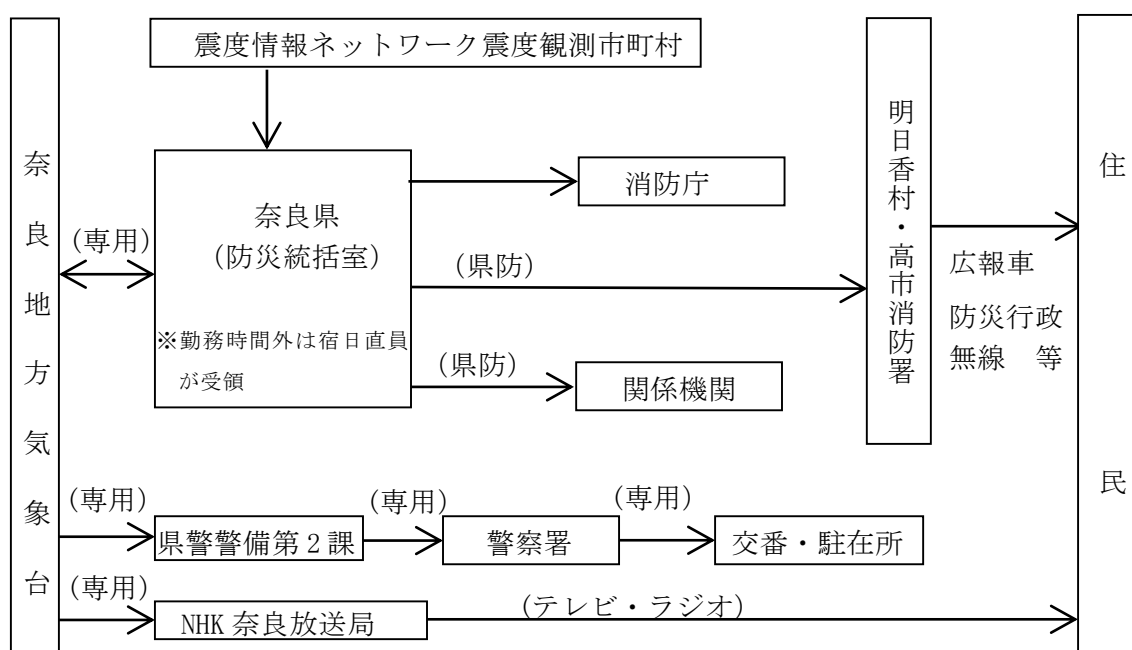 震度情報ネットワーク震度観測市町村
奈良地方気象台
(専用)
奈良県
(防災統括室)
※勤務時間外は宿日直員
が受領
消防庁
(県防)
(県防)
関係機関
明日香村・高市消防署
広報車
防災行政
無線　等
住民
(専用)
県警警備第2課
(専用)
警察署
(専用)
交番・駐在所
(専用)
NHK奈良放送局
(テレビ・ラジオ)